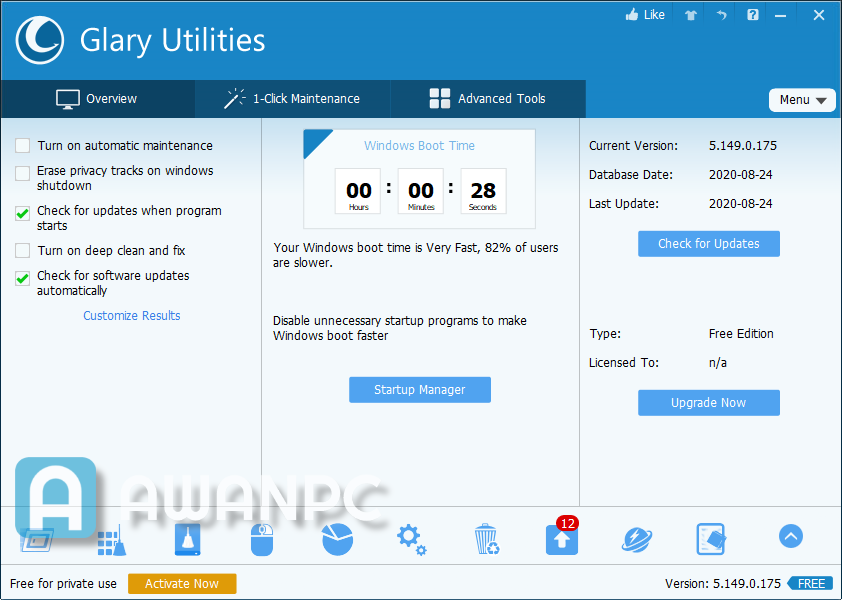 Like
Glary Utilities
Overview
1-Click Maintenance
Advanced Tools
Menu
Turn on automatic maintenance
Erase privacy tracks on windows
shutdown
Check for updates when program
starts
Turn on deep clean and fix
Check for software updates
automatically
Customize Results
Windows Boot Time
00 : 00 : 28
Hours Minutes Seconds
Your Windows boot time is Very Fast, 82% of users
are slower.
Disable unnecessary startup programs to make
Windows boot faster
Startup Manager
Current Version: 5.149.0.175
Database Date: 2020-08-24
Last Update: 2020-08-24
Check for Updates
Type: Free Edition
Licensed To: n/a
Upgrade Now
AWANPC
12
Free for private use
Activate Now
Version: 5.149.0.175
FREE